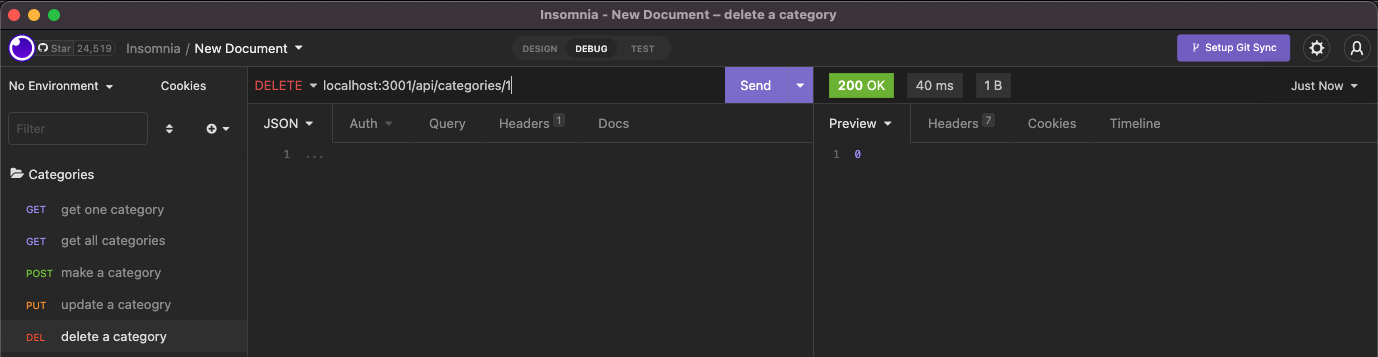 Insomnia - New Document – delete a category
Star 24,519 Insomnia / New Document DESIGN DEBUG TEST Setup Git Sync
No Environment Cookies DELETE localhost:3001/api/categories/1 Send 200 OK 40 ms 1 B Just Now
Filter JSON Auth Query Headers 1 Docs Preview Headers 7 Cookies Timeline
1 ... 1 0
Categories
GET get one category
GET get all categories
POST make a category
PUT update a cateogry
DEL delete a category